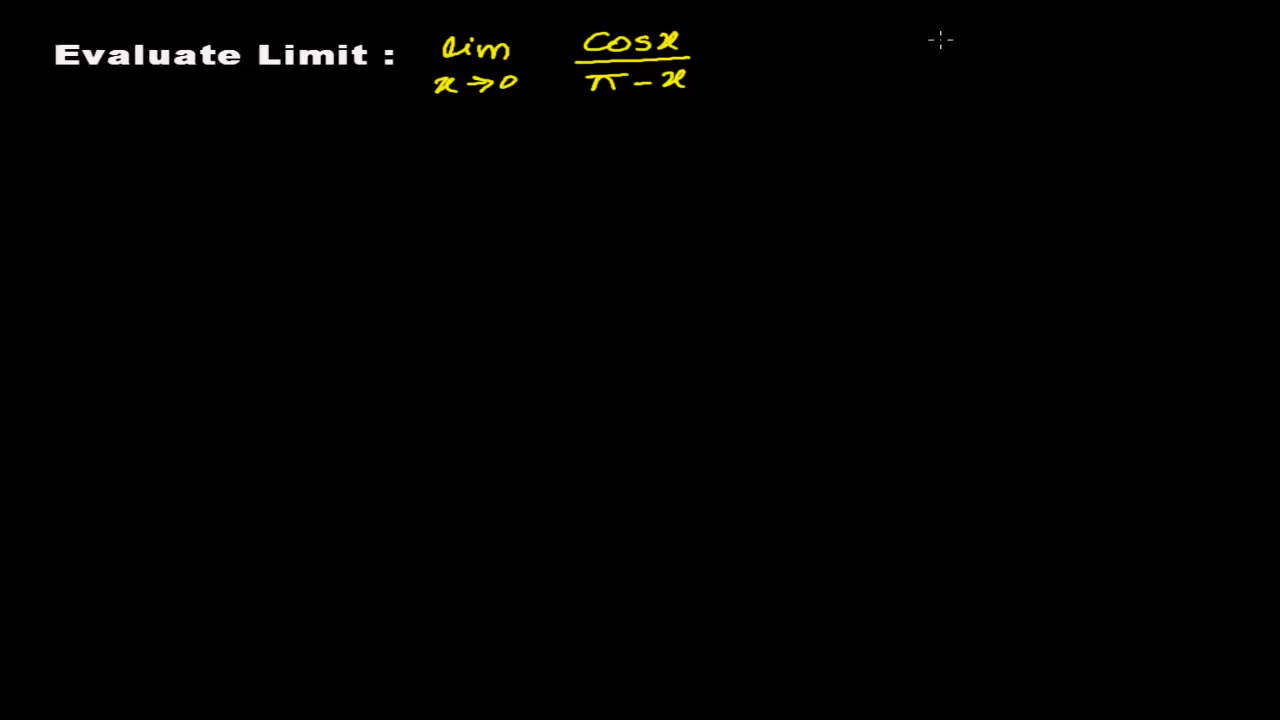 Evaluate Limit : lim x→0 cosx / π - x